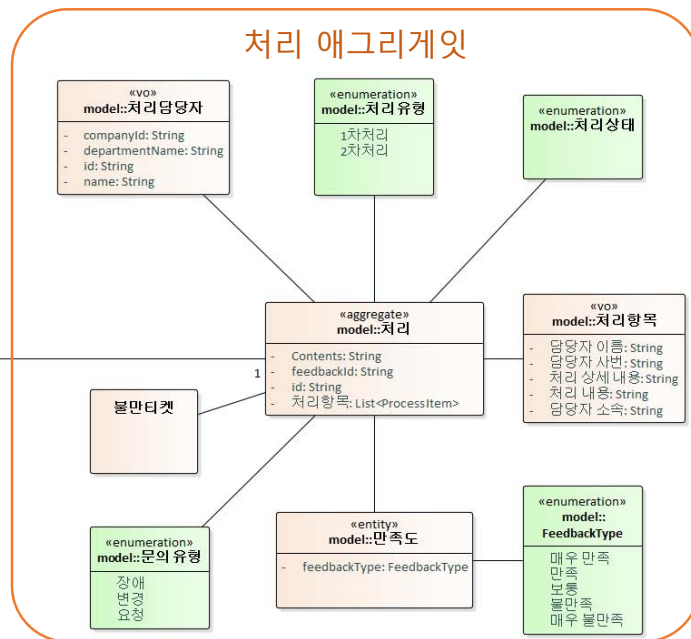 처리 애그리게잇
«vo»
model::처리담당자
- companyId: String
- departmentName: String
- id: String
- name: String
«enumeration»
model::처리유형
1차처리
2차처리
«enumeration»
model::처리상태
«aggregate»
model::처리
- Contents: String
- feedbackId: String
- id: String
- 처리항목: List<ProcessItem>
1
«vo»
model::처리항목
- 담당자 이름: String
- 담당자 사번: String
- 처리 상세 내용: String
- 처리 내용: String
- 담당자 소속: String
불만티켓
«enumeration»
model::문의 유형
장애
변경
요청
«entity»
model::만족도
- feedbackType: FeedbackType
«enumeration»
model::
FeedbackType
매우 만족
만족
보통
불만족
매우 불만족